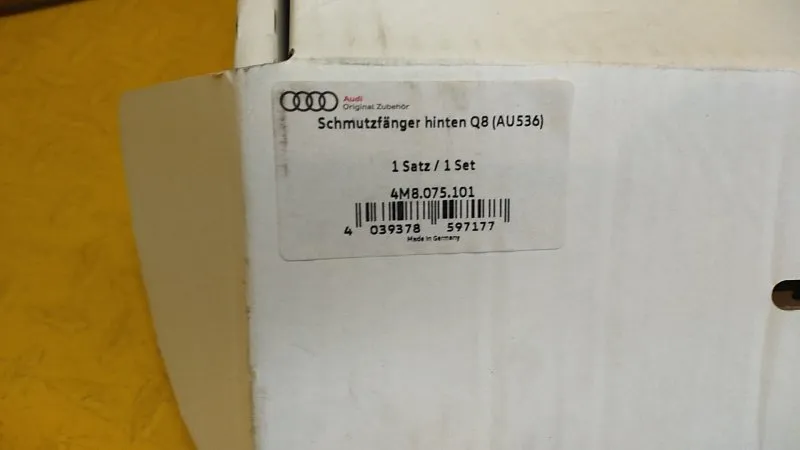 Audi
Original Zubehör
Schmutzfänger hinten Q8 (AU536)
1 Satz / 1 Set
4M8.075.101
4 039378 597177
Made in Germany